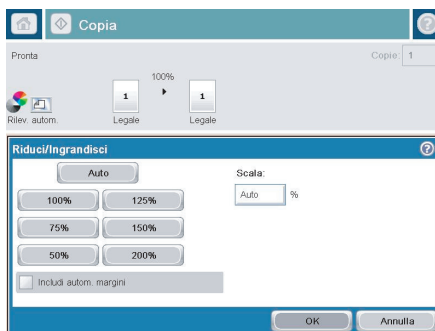 Copia
Pronta
Copie: 1
100%
1 1
Rilev. autom. Legale Legale
Riduci/Ingrandisci
Auto
Scala:
100% 125%
Auto %
75% 150%
50% 200%
Includi autom. margini
OK Annulla